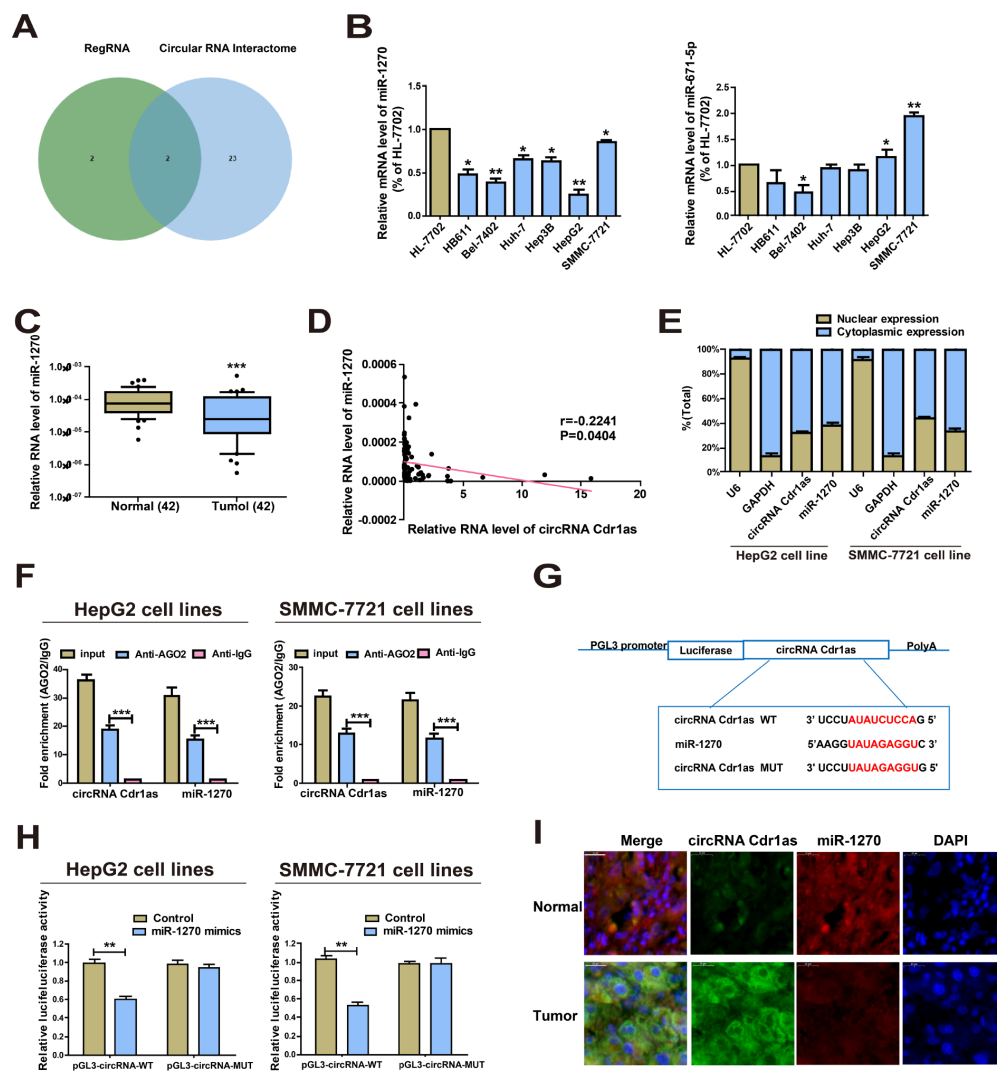 A
RegRNA
Circular RNA Interactome
2
2
23
B
Relative mRNA level of miR-1270
(% of HL-7702)
1.5
1.0
0.5
0.0
*
**
*
*
**
*
HL-7702
HB611
Bel-7402
Huh-7
Hep3B
HepG2
SMMC-7721
Relative mRNA level of miR-671-5p
(% of HL-7702)
2.5
2.0
1.5
1.0
0.5
0.0
*
*
**
HL-7702
HB611
Bel-7402
Huh-7
Hep3B
HepG2
SMMC-7721
C
Relative RNA level of miR-1270
***
Normal (42)
Tumol (42)
D
Relative RNA level of miR-1270
0.0006
0.0004
0.0002
0.0000
-0.0002
r=-0.2241
P=0.0404
0
5
10
15
20
Relative RNA level of circRNA Cdr1as
E
Nuclear expression
Cytoplasmic expression
%(Total)
100%
80%
60%
40%
20%
0%
100%
80%
60%
40%
20%
0%
U6
GAPDH
circRNA Cdr1as
miR-1270
U6
GAPDH
circRNA Cdr1as
miR-1270
HepG2 cell line
SMMC-7721 cell line
F
HepG2 cell lines
input
Anti-AGO2
Anti-IgG
Fold enrichment (AGO2/IgG)
40
30
20
10
0
***
***
circRNA Cdr1as
miR-1270
SMMC-7721 cell lines
input
Anti-AGO2
Anti-IgG
Fold enrichment (AGO2/IgG)
40
20
0
***
***
circRNA Cdr1as
miR-1270
G
PGL3 promoter
Luciferase
circRNA Cdr1as
PolyA
circRNA Cdr1as WT 3' UCCUAUAUCUCCAG 5'
miR-1270 5'AAGGUAUAGAGGUC 3'
circRNA Cdr1as MUT 3' UCCUUAUAGAGGUG 5'
H
HepG2 cell lines
Control
miR-1270 mimics
Relative lucifeluciferase activity
1.2
1.0
0.8
0.6
0.4
0.2
0.0
**
pGL3-circRNA-WT
pGL3-circRNA-MUT
SMMC-7721 cell lines
Control
miR-1270 mimics
Relative lucifeluciferase activity
1.2
1.0
0.8
0.6
0.4
0.2
0.0
**
pGL3-circRNA-WT
pGL3-circRNA-MUT
I
Merge
circRNA Cdr1as
miR-1270
DAPI
Normal
Tumor